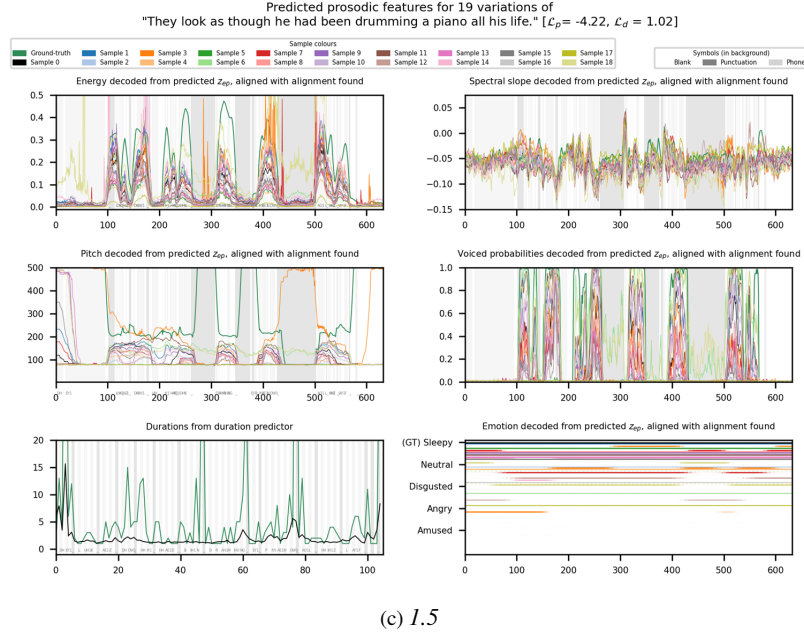 Predicted prosodic features for 19 variations of
"They look as though he had been drumming a piano all his life." [ℒp= -4.22, ℒd = 1.02]
Sample colours
Ground-truth Sample 1 Sample 3 Sample 5 Sample 7 Sample 9 Sample 11 Sample 13 Sample 15 Sample 17
Sample 0 Sample 2 Sample 4 Sample 6 Sample 8 Sample 10 Sample 12 Sample 14 Sample 16 Sample 18
Symbols (in background)
Blank Punctuation Phone
Energy decoded from predicted zep, aligned with alignment found
0.5
0.4
0.3
0.2
0.1
0.0
0 100 200 300 400 500 600
Spectral slope decoded from predicted zep, aligned with alignment found
0.05
0.00
−0.05
−0.10
−0.15
0 100 200 300 400 500 600
Pitch decoded from predicted zep, aligned with alignment found
500
400
300
200
100
0 100 200 300 400 500 600
Voiced probabilities decoded from predicted zep, aligned with alignment found
1.0
0.8
0.6
0.4
0.2
0.0
0 100 200 300 400 500 600
Durations from duration predictor
20
15
10
5
0
0 20 40 60 80 100
Emotion decoded from predicted zep, aligned with alignment found
(GT) Sleepy
Neutral
Disgusted
Angry
Amused
0 100 200 300 400 500 600
(c) 1.5